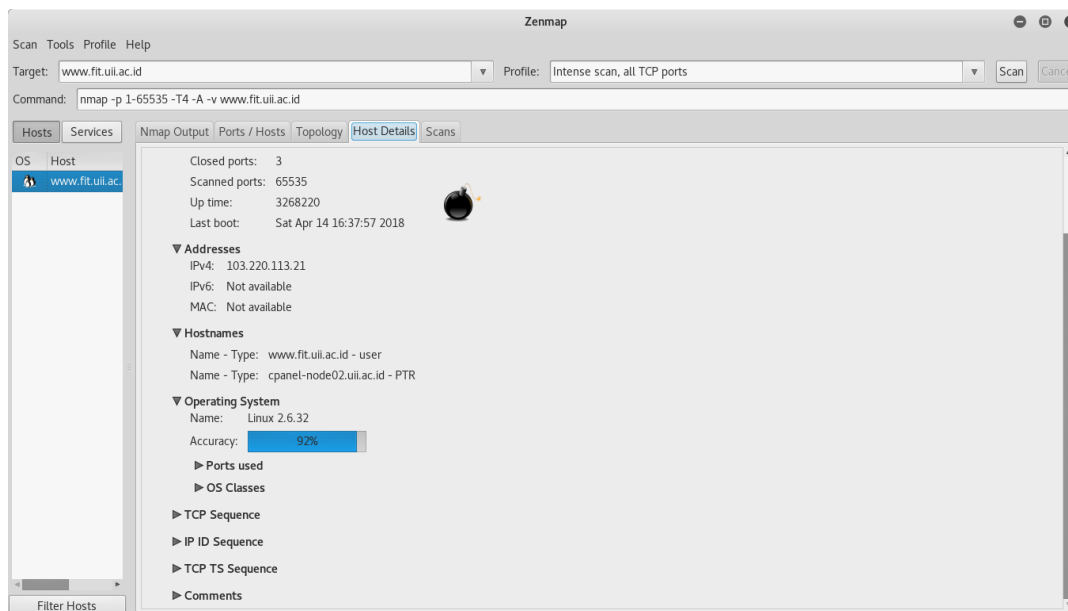 Zenmap
Scan Tools Profile Help
Target: www.fit.uii.ac.id Profile: Intense scan, all TCP ports Scan Cance
Command: nmap -p 1-65535 -T4 -A -v www.fit.uii.ac.id
Hosts Services Nmap Output Ports / Hosts Topology Host Details Scans
OS Host
www.fit.uii.ac.
Closed ports: 3
Scanned ports: 65535
Up time: 3268220
Last boot: Sat Apr 14 16:37:57 2018
Addresses
IPv4: 103.220.113.21
IPv6: Not available
MAC: Not available
Hostnames
Name - Type: www.fit.uii.ac.id - user
Name - Type: cpanel-node02.uii.ac.id - PTR
Operating System
Name: Linux 2.6.32
Accuracy: 92%
Ports used
OS Classes
TCP Sequence
IP ID Sequence
TCP TS Sequence
Comments
Filter Hosts